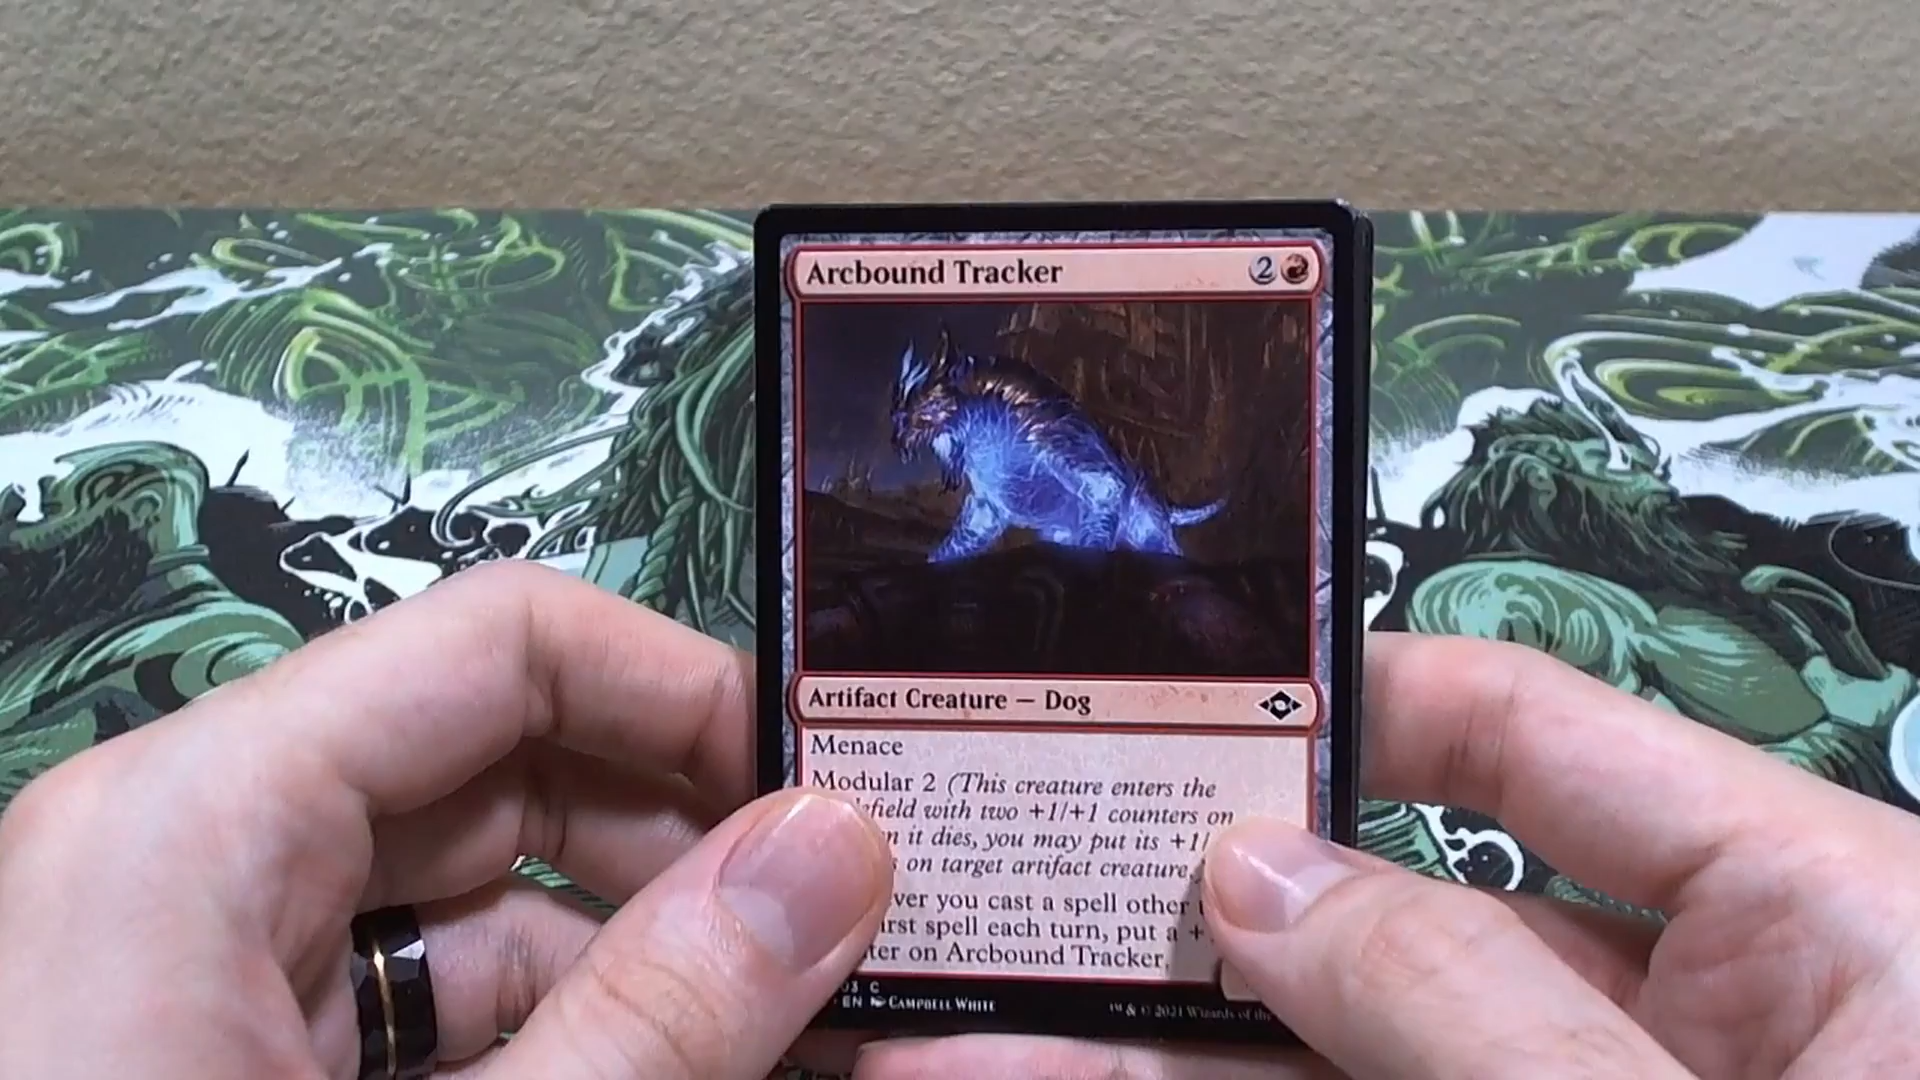 Arcbound Tracker 2
Artifact Creature — Dog
Menace
Modular 2 (This creature enters the
field with two +1/+1 counters on
it dies, you may put its +1/
on target artifact creature.
ver you cast a spell other
rst spell each turn, put a +
ter on Arcbound Tracker.
03 C
EN CAMPBELL WHITE
™ & © 2021 Wizards of the